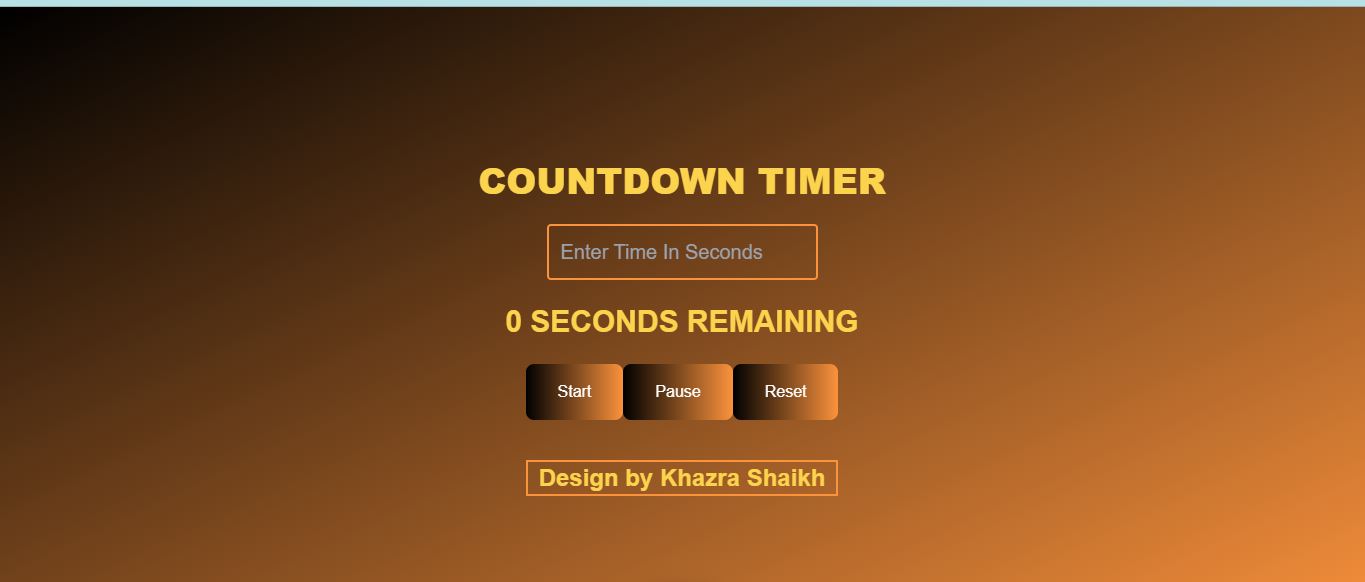 COUNTDOWN TIMER
Enter Time In Seconds
0 SECONDS REMAINING
Start Pause Reset
Design by Khazra Shaikh